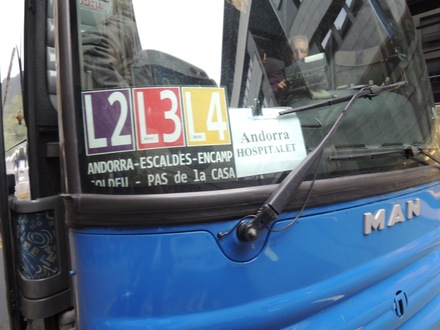 L2 L3 L4
Andorra
HOSPITALET
ANDORRA-ESCALDES-ENCAMP
SOLDEU - PAS de la CASA
MAN